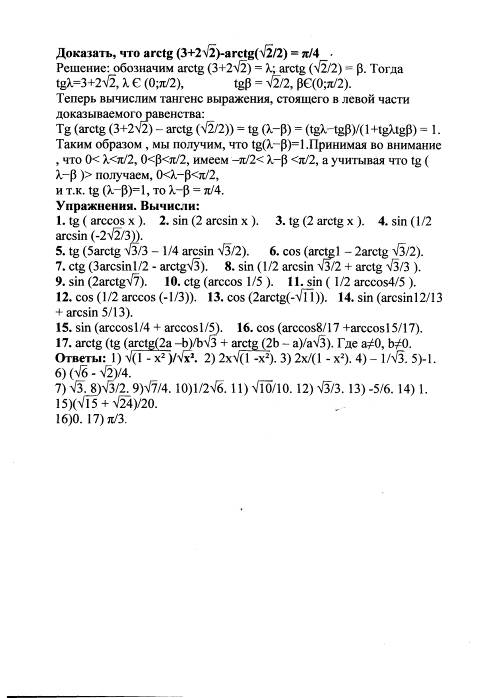 Доказать, что arctg (3+2√2)-arctg(√2/2) = π/4 .
Решение: обозначим arctg (3+2√2) = λ; arctg (√2/2) = β. Тогда
tgλ=3+2√2, λ Є (0;π/2), tgβ = √2/2, βЄ(0;π/2).
Теперь вычислим тангенс выражения, стоящего в левой части
доказываемого равенства:
Tg (arctg (3+2√2) – arctg (√2/2)) = tg (λ−β) = (tgλ−tgβ)/(1+tgλtgβ) = 1.
Таким образом , мы получим, что tg(λ−β)=1.Принимая во внимание
, что 0< λ<π/2, 0<β<π/2, имеем –π/2< λ−β <π/2, а учитывая что tg (
λ−β )> получаем, 0<λ−β<π/2,
и т.к. tg (λ−β)=1, то λ−β = π/4.
Упражнения. Вычисли:
1. tg ( arccos x ). 2. sin (2 arcsin x ). 3. tg (2 arctg x ). 4. sin (1/2
arcsin (-2√2/3)).
5. tg (5arctg √3/3 – 1/4 arcsin √3/2). 6. cos (arctg1 – 2arctg √3/2).
7. ctg (3arcsin1/2 - arctg√3). 8. sin (1/2 arcsin √3/2 + arctg √3/3 ).
9. sin (2arctg√7). 10. ctg (arccos 1/5 ). 11. sin ( 1/2 arccos4/5 ).
12. cos (1/2 arccos (-1/3)). 13. cos (2arctg(-√11)). 14. sin (arcsin12/13
+ arcsin 5/13).
15. sin (arccos1/4 + arccos1/5). 16. cos (arccos8/17 +arccos15/17).
17. arctg (tg (arctg(2a –b)/b√3 + arctg (2b – a)/a√3). Где a≠0, b≠0.
Ответы: 1) √(1 - x² )/√x². 2) 2x√(1 -x²). 3) 2x/(1 - x²). 4) – 1/√3. 5)-1.
6) (√6 - √2)/4.
7) √3. 8)√3/2. 9)√7/4. 10)1/2√6. 11) √10/10. 12) √3/3. 13) -5/6. 14) 1.
15)(√15 + √24)/20.
16)0. 17) π/3.